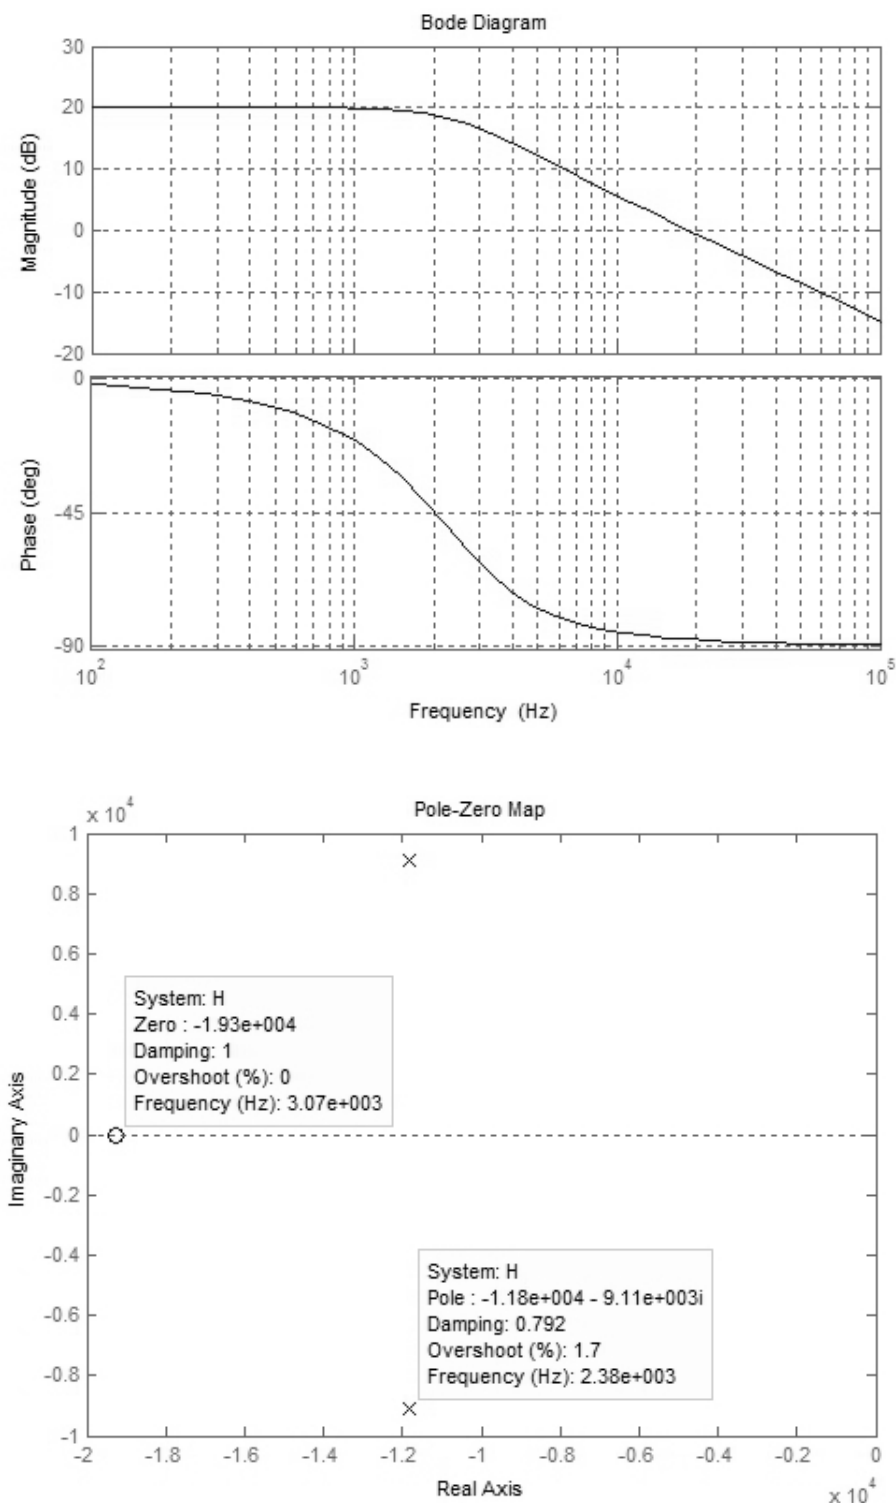 Bode Diagram
Magnitude (dB)
30
20
10
0
-10
-20
Phase (deg)
0
-45
-90
10^2 10^3 10^4 10^5
Frequency (Hz)
x 10^4
Pole-Zero Map
Imaginary Axis
1
0.8
0.6
0.4
0.2
0
-0.2
-0.4
-0.6
-0.8
-1
System: H
Zero : -1.93e+004
Damping: 1
Overshoot (%): 0
Frequency (Hz): 3.07e+003
System: H
Pole : -1.18e+004 - 9.11e+003i
Damping: 0.792
Overshoot (%): 1.7
Frequency (Hz): 2.38e+003
-2 -1.8 -1.6 -1.4 -1.2 -1 -0.8 -0.6 -0.4 -0.2 0
Real Axis
x 10^4